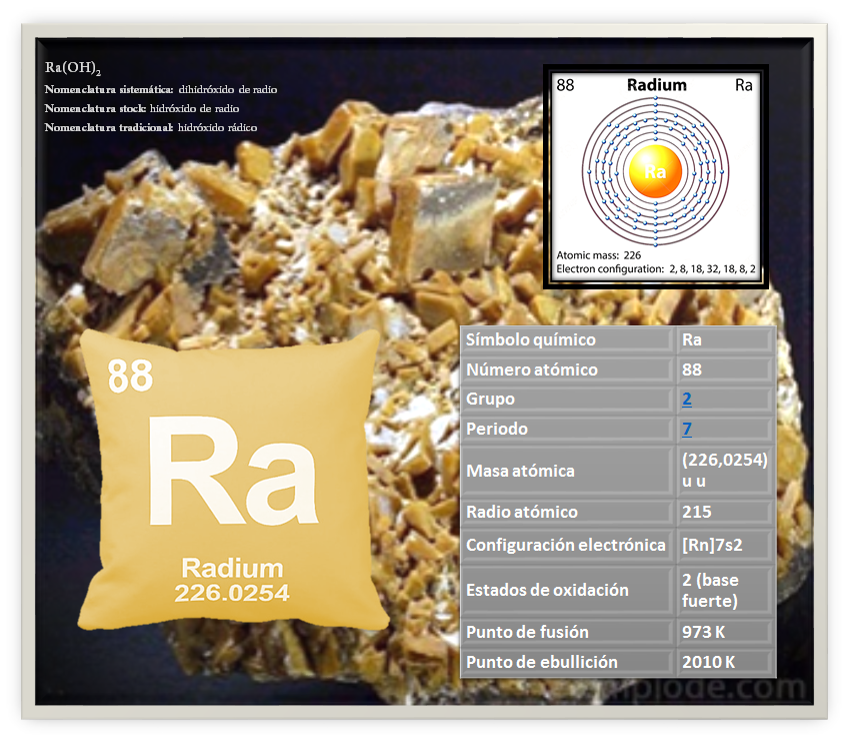 Ra(OH)₂
Nomenclatura sistemática: dihidróxido de radio
Nomenclatura stock: hidróxido de radio
Nomenclatura tradicional: hidróxido rádico
88 Radium Ra
Ra
Atomic mass: 226
Electron configuration: 2, 8, 18, 32, 18, 8, 2
88
Ra
Radium
226.0254
Símbolo químico Ra
Número atómico 88
Grupo 2
Periodo 7
Masa atómica (226,0254)
u u
Radio atómico 215
Configuración electrónica [Rn]7s2
Estados de oxidación 2 (base
fuerte)
Punto de fusión 973 K
Punto de ebullición 2010 K